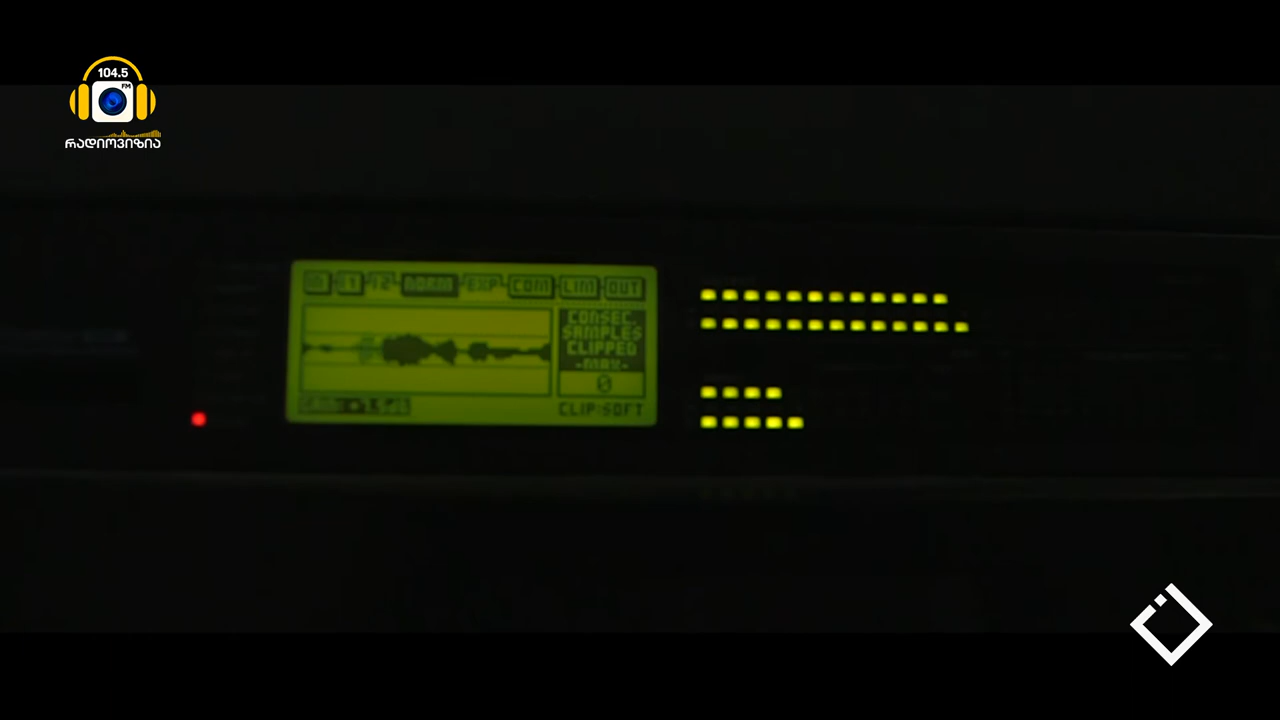 104.5
FM
რადიოვიზია
NORM EXP COM LIM OUT
CONSEC.
SAMPLES
CLIPPED
-MAX-
0
CLIP:SOFT